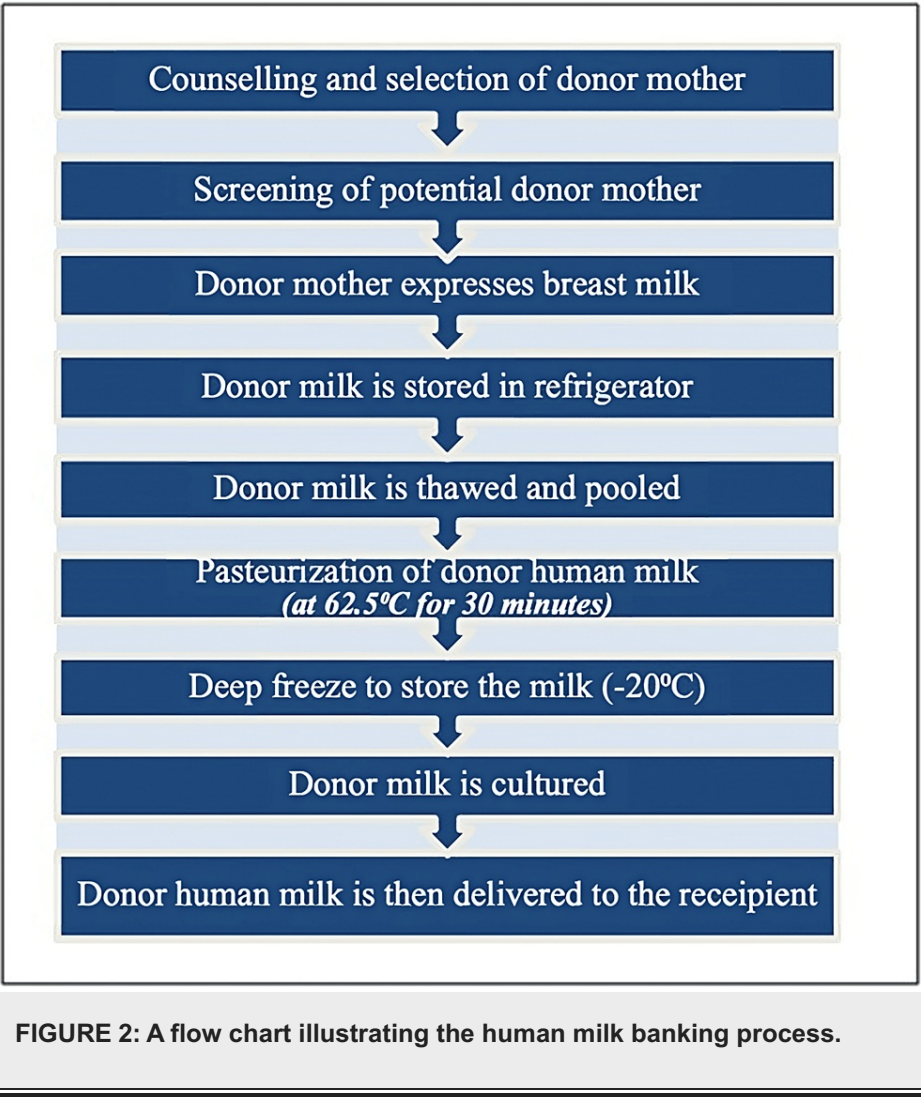 Counselling and selection of donor mother
Screening of potential donor mother
Donor mother expresses breast milk
Donor milk is stored in refrigerator
Donor milk is thawed and pooled
Pasteurization of donor human milk
(at 62.5⁰C for 30 minutes)
Deep freeze to store the milk (-20⁰C)
Donor milk is cultured
Donor human milk is then delivered to the receipient
FIGURE 2: A flow chart illustrating the human milk banking process.